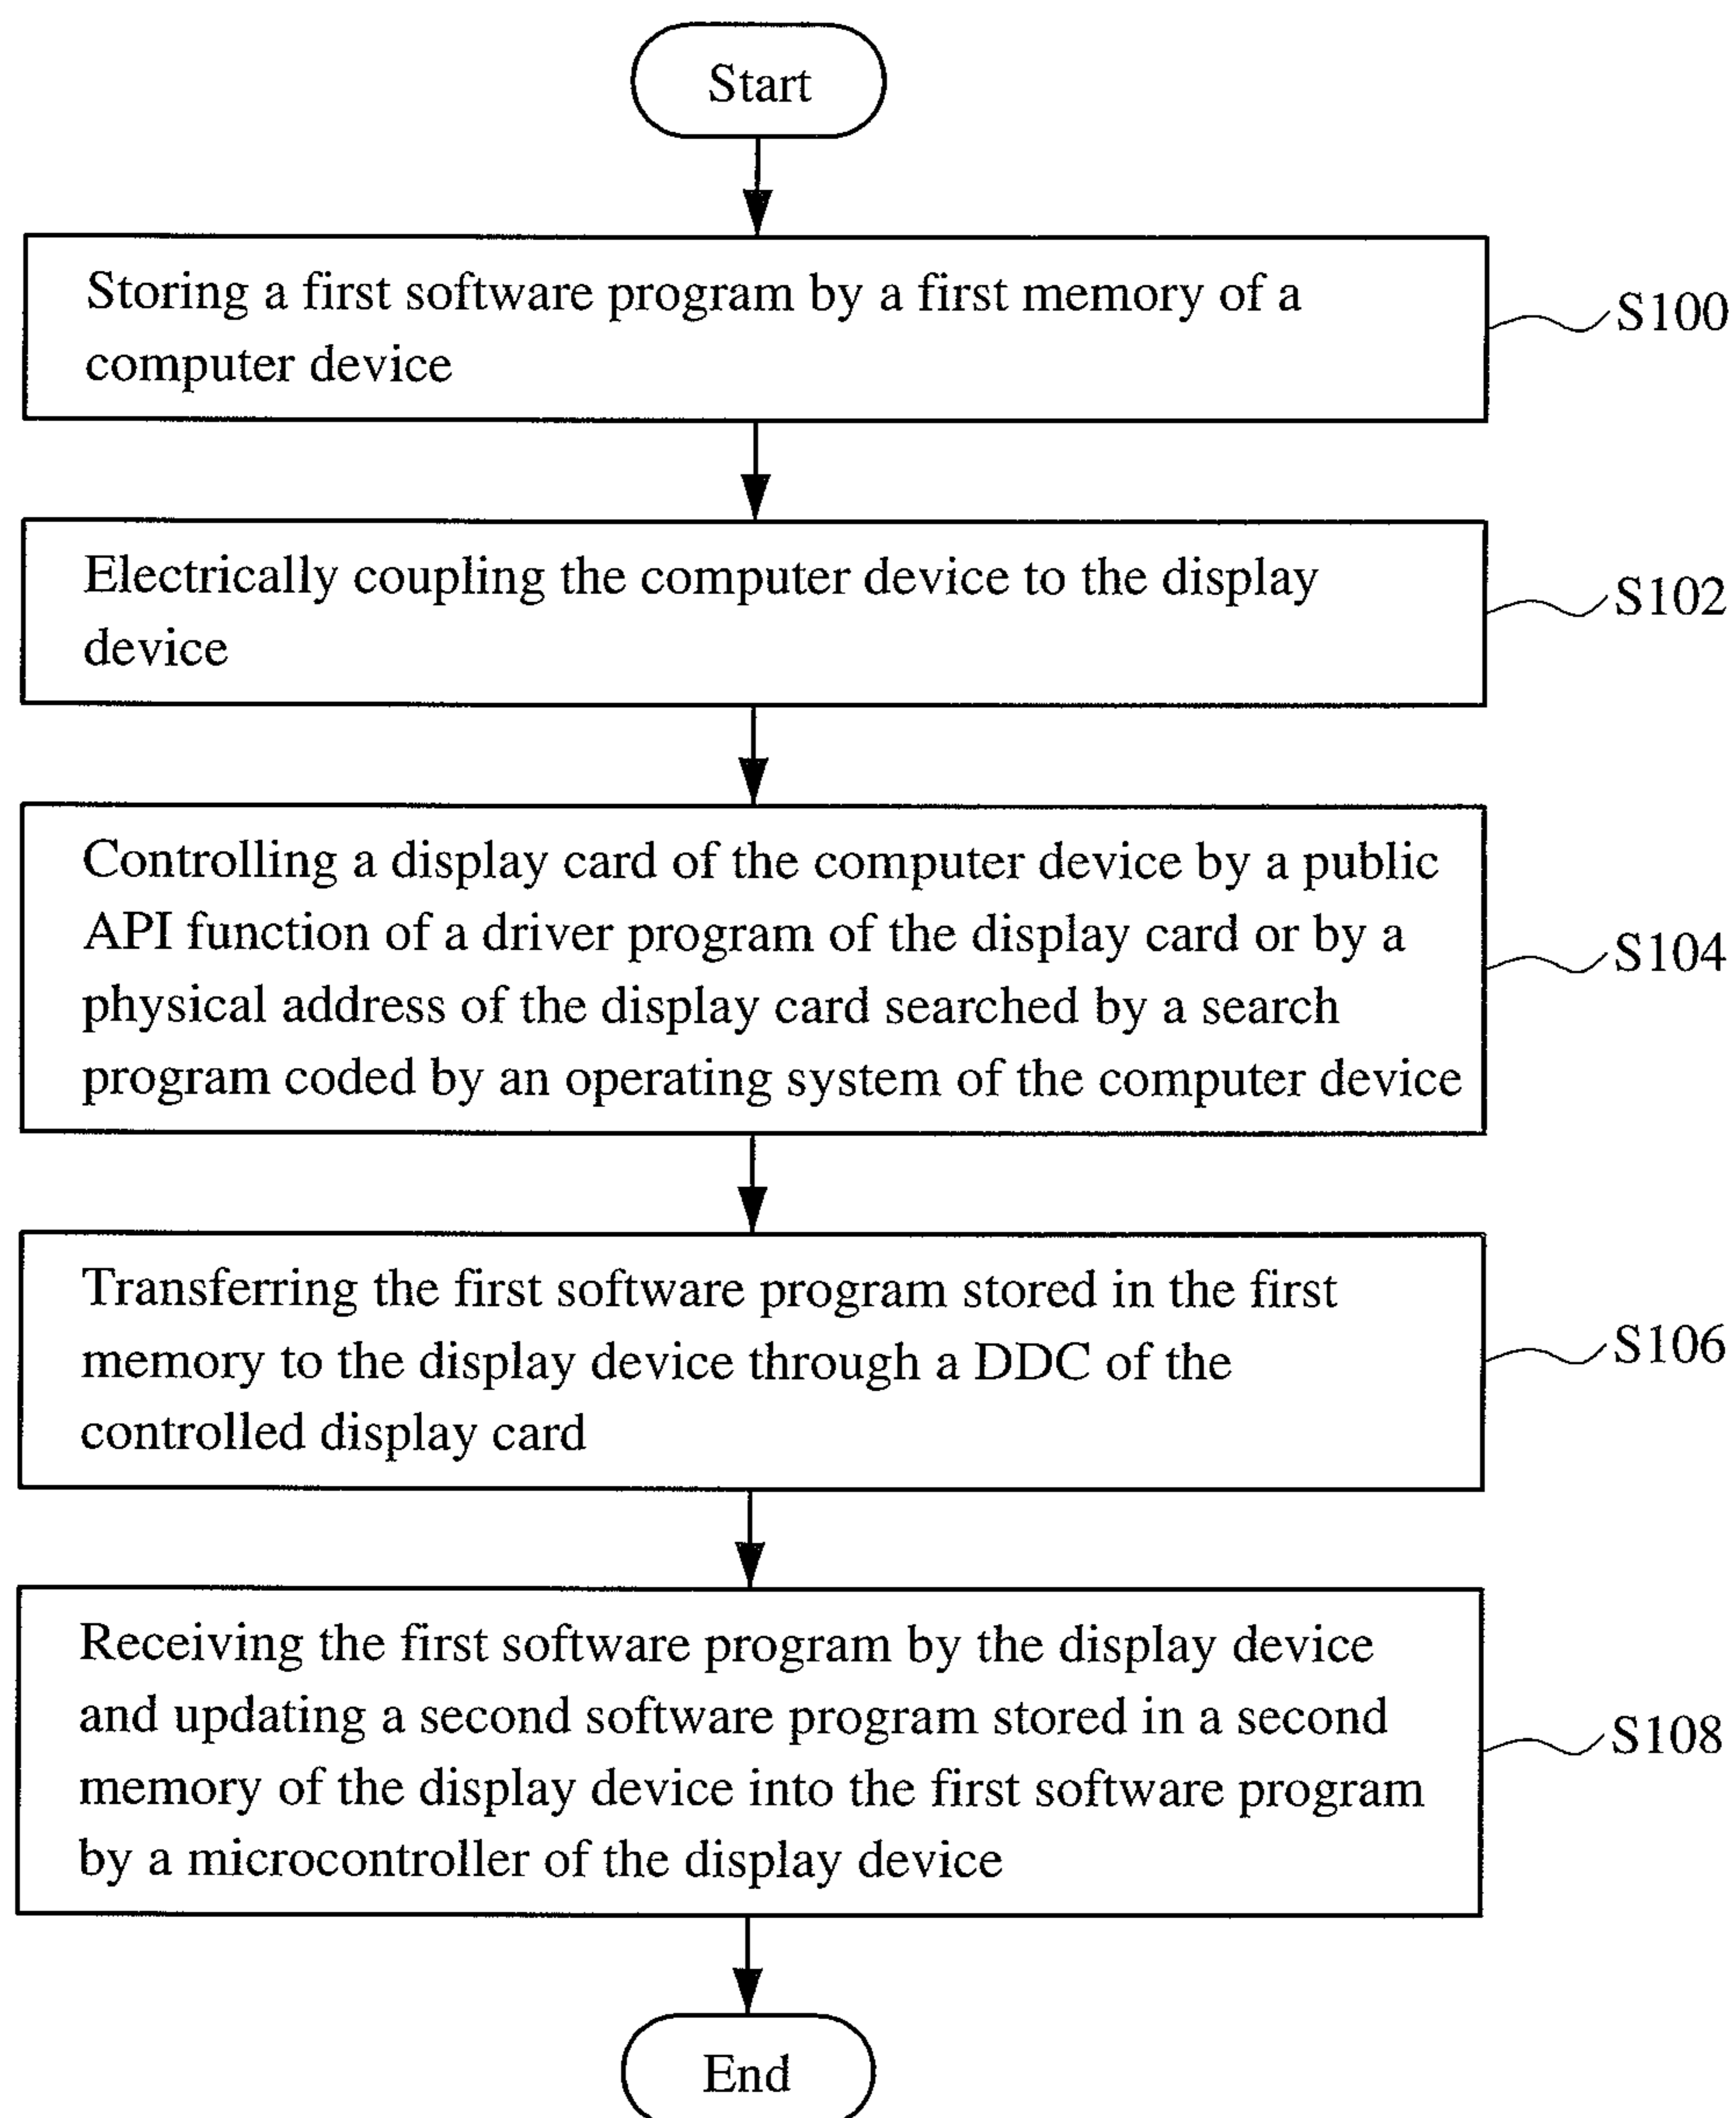 Start
Storing a first software program by a first memory of a
computer device
S100
Electrically coupling the computer device to the display
device
S102
Controlling a display card of the computer device by a public
API function of a driver program of the display card or by a
physical address of the display card searched by a search
program coded by an operating system of the computer device
S104
Transferring the first software program stored in the first
memory to the display device through a DDC of the
controlled display card
S106
Receiving the first software program by the display device
and updating a second software program stored in a second
memory of the display device into the first software program
by a microcontroller of the display device
S108
End